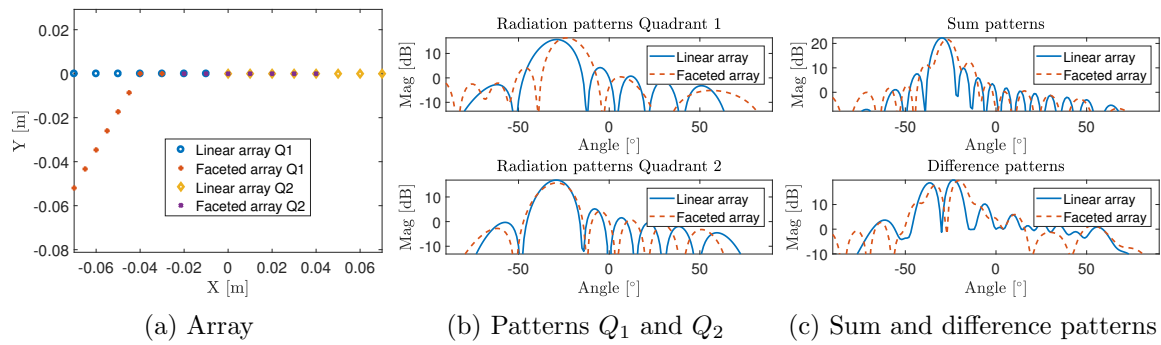 0.02
0
-0.02
-0.04
-0.06
-0.08
Y [m]
Linear array Q1
Faceted array Q1
Linear array Q2
Faceted array Q2
-0.06 -0.04 -0.02 0 0.02 0.04 0.06
X [m]
(a) Array
Radiation patterns Quadrant 1
Mag [dB]
10
0
-10
Linear array
Faceted array
-50 0 50
Angle [°]
Radiation patterns Quadrant 2
Mag [dB]
10
0
-10
Linear array
Faceted array
-50 0 50
Angle [°]
(b) Patterns Q1 and Q2
Sum patterns
Mag [dB]
20
10
0
Linear array
Faceted array
-50 0 50
Angle [°]
Difference patterns
Mag [dB]
10
0
-10
Linear array
Faceted array
-50 0 50
Angle [°]
(c) Sum and difference patterns